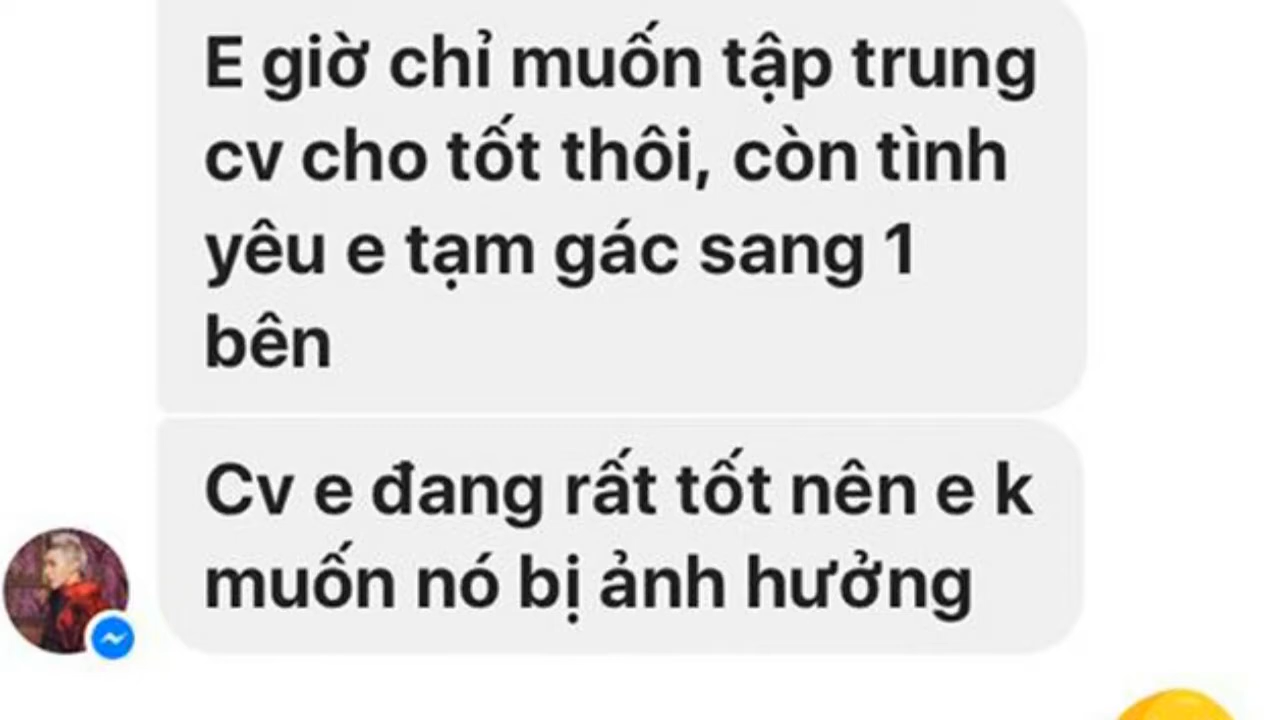 E giờ chỉ muốn tập trung
cv cho tốt thôi, còn tình
yêu e tạm gác sang 1
bên
Cv e đang rất tốt nên e k
muốn nó bị ảnh hưởng